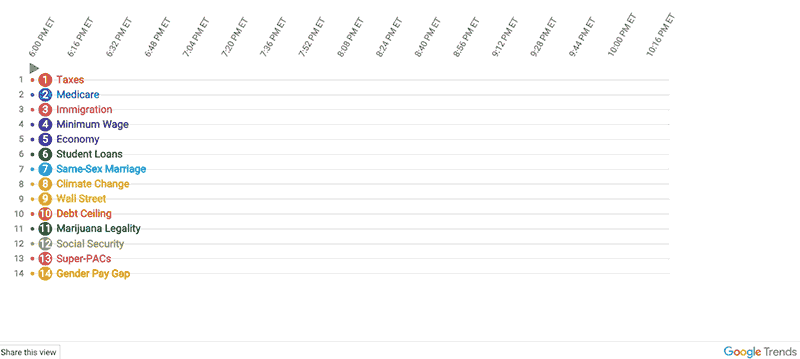 6:00 PM ET
6:16 PM ET
6:32 PM ET
6:48 PM ET
7:04 PM ET
7:20 PM ET
7:36 PM ET
7:52 PM ET
8:08 PM ET
8:24 PM ET
8:40 PM ET
8:56 PM ET
9:12 PM ET
9:28 PM ET
9:44 PM ET
10:00 PM ET
10:16 PM ET
1 1 Taxes
2 2 Medicare
3 3 Immigration
4 4 Minimum Wage
5 5 Economy
6 6 Student Loans
7 7 Same-Sex Marriage
8 8 Climate Change
9 9 Wall Street
10 10 Debt Ceiling
11 11 Marijuana Legality
12 12 Social Security
13 13 Super-PACs
14 14 Gender Pay Gap
Share this view
Google Trends